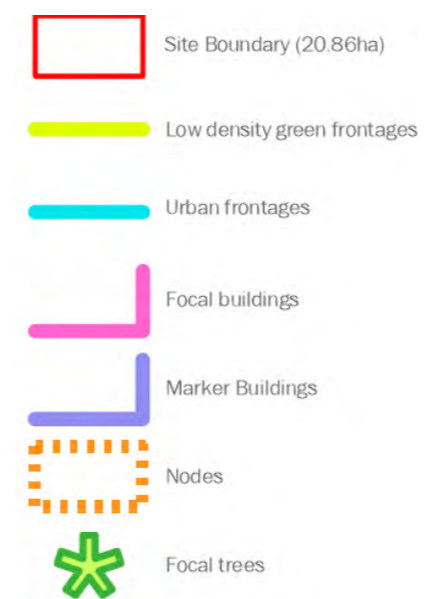 Site Boundary (20.86ha)
Low density green frontages
Urban frontages
Focal buildings
Marker Buildings
Nodes
Focal trees